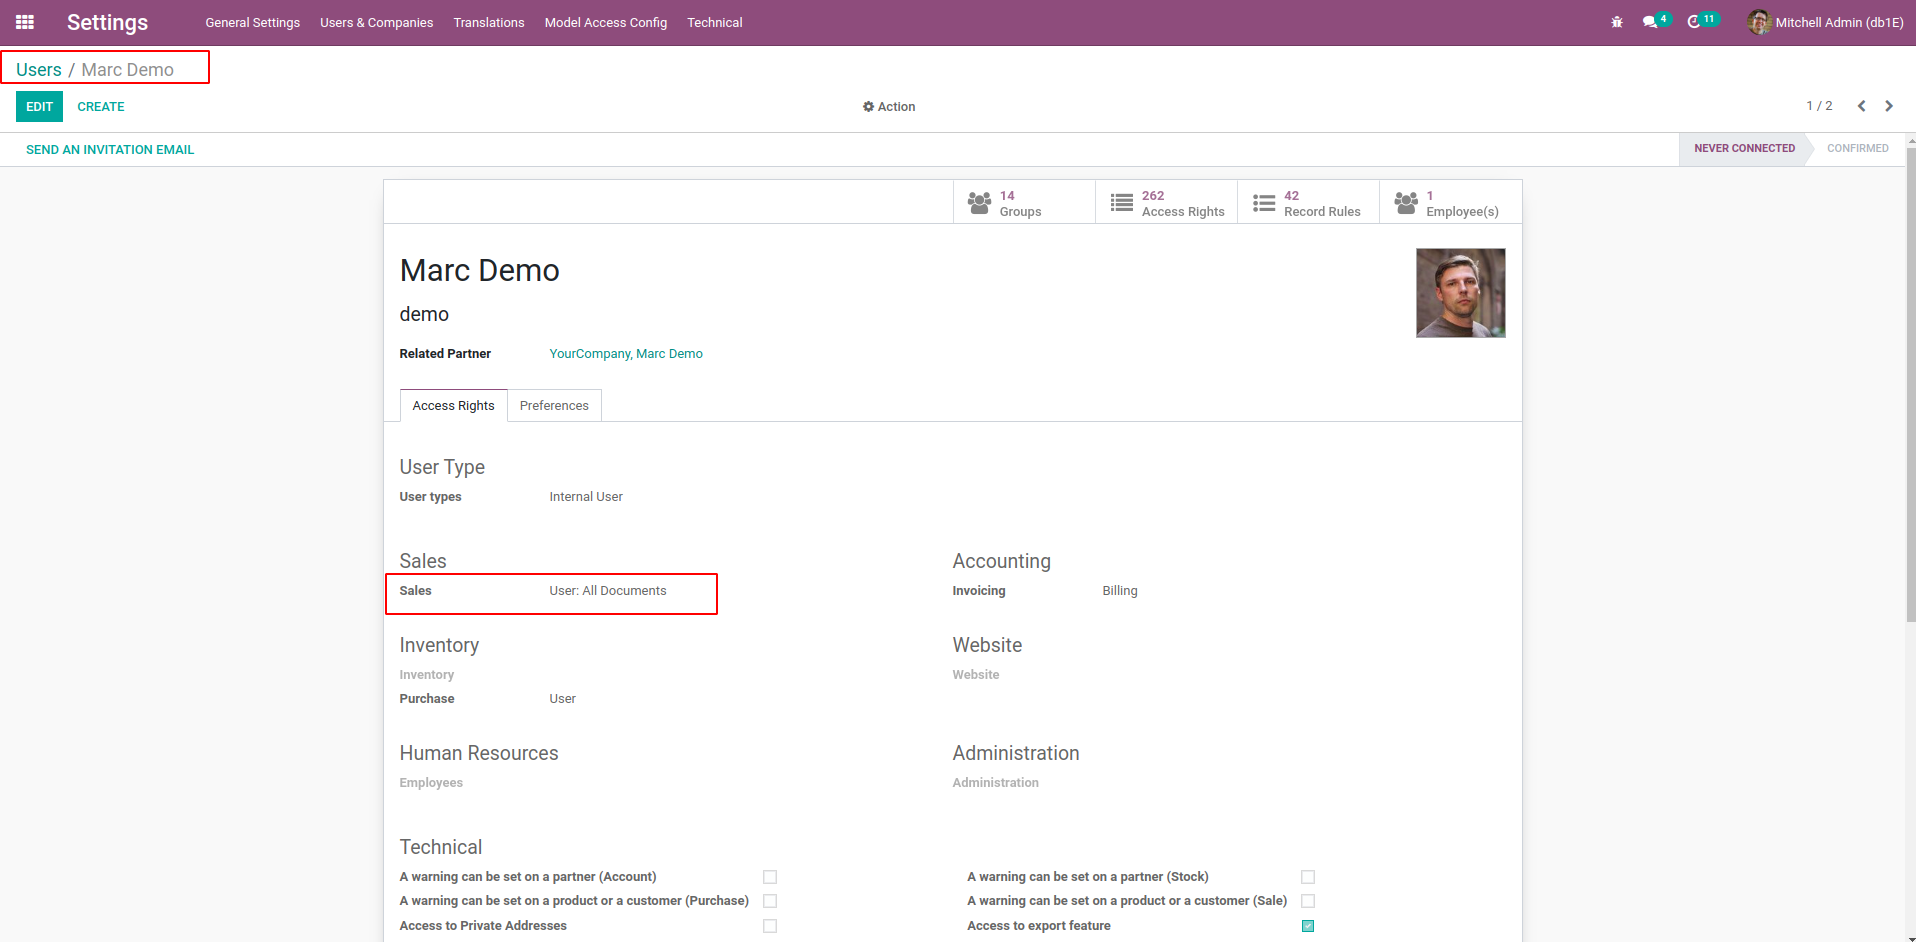 Settings General Settings Users & Companies Translations Model Access Config Technical 4 11 Mitchell Admin (db1E)
Users / Marc Demo
EDIT CREATE Action 1 / 2
SEND AN INVITATION EMAIL NEVER CONNECTED CONFIRMED
14 262 42 1
Groups Access Rights Record Rules Employee(s)
Marc Demo
demo
Related Partner YourCompany, Marc Demo
Access Rights Preferences
User Type
User types Internal User
Sales Accounting
Sales User: All Documents Invoicing Billing
Inventory Website
Inventory Website
Purchase User
Human Resources Administration
Employees Administration
Technical
A warning can be set on a partner (Account) A warning can be set on a partner (Stock)
A warning can be set on a product or a customer (Purchase) A warning can be set on a product or a customer (Sale)
Access to Private Addresses Access to export feature